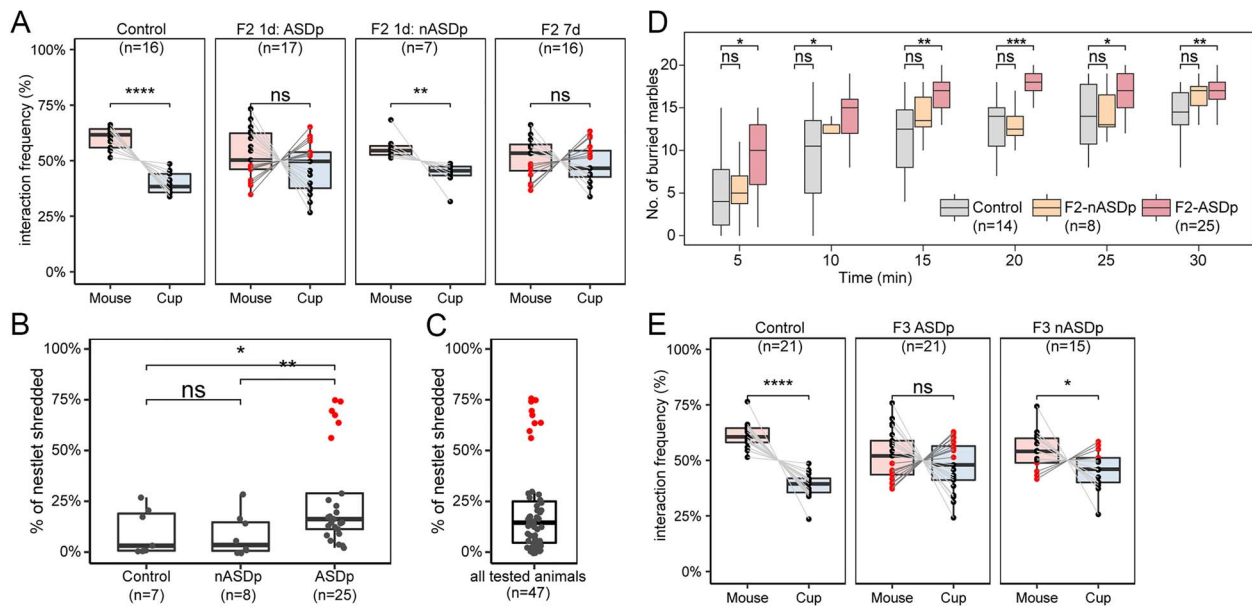 A
Control
(n=16)
F2 1d: ASDp
(n=17)
F2 1d: nASDp
(n=7)
F2 7d
(n=16)
interaction frequency (%)
100%
75%
50%
25%
0%
****
ns
**
ns
Mouse Cup Mouse Cup Mouse Cup Mouse Cup
B
% of nestlet shredded
100%
75%
50%
25%
0%
*
**
ns
Control
(n=7)
nASDp
(n=8)
ASDp
(n=25)
C
% of nestlet shredded
100%
75%
50%
25%
0%
all tested animals
(n=47)
D
No. of burried marbles
20
15
10
5
0
*
ns
*
ns
**
ns
***
ns
*
ns
**
ns
Control
(n=14)
F2-nASDp
(n=8)
F2-ASDp
(n=25)
5 10 15 20 25 30
Time (min)
E
Control
(n=21)
F3 ASDp
(n=21)
F3 nASDp
(n=15)
interaction frequency (%)
100%
75%
50%
25%
0%
****
ns
*
Mouse Cup Mouse Cup Mouse Cup